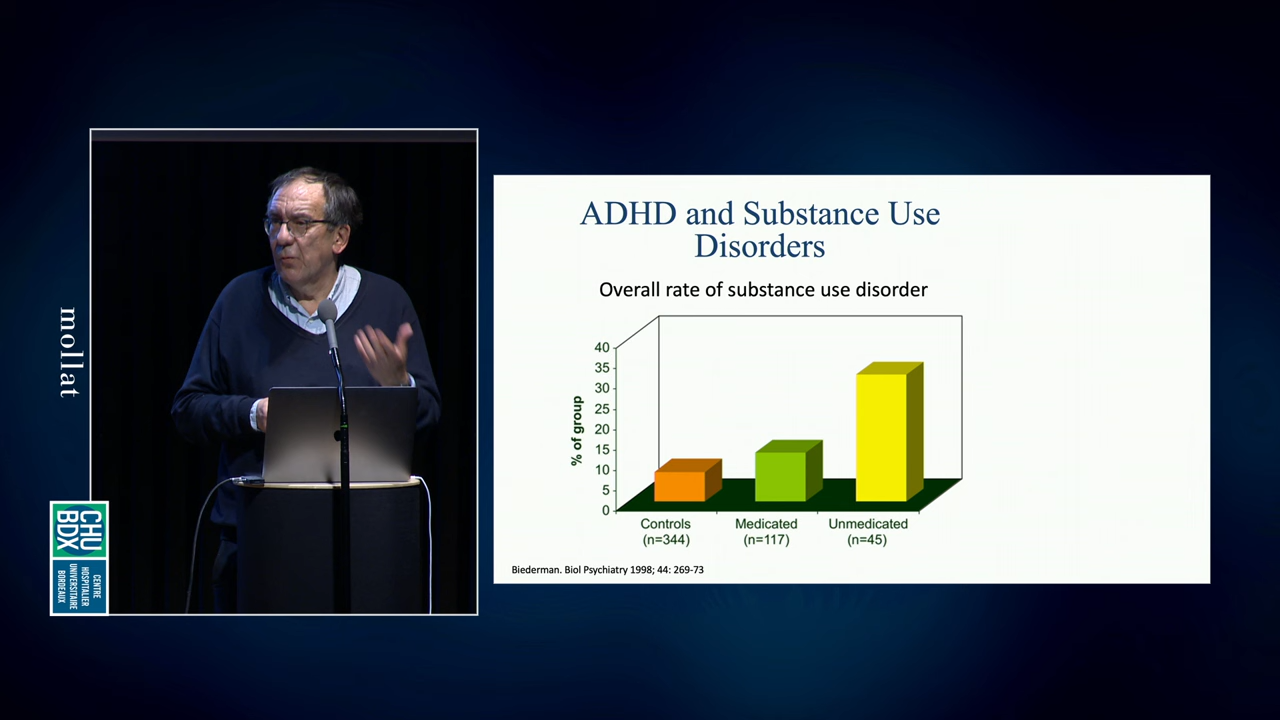 mollat
CHU
BDX
CENTRE
HOSPITALIER
UNIVERSITAIRE
BORDEAUX
ADHD and Substance Use
Disorders
Overall rate of substance use disorder
% of group
40
35
30
25
20
15
10
5
0
Controls
(n=344)
Medicated
(n=117)
Unmedicated
(n=45)
Biederman. Biol Psychiatry 1998; 44: 269-73